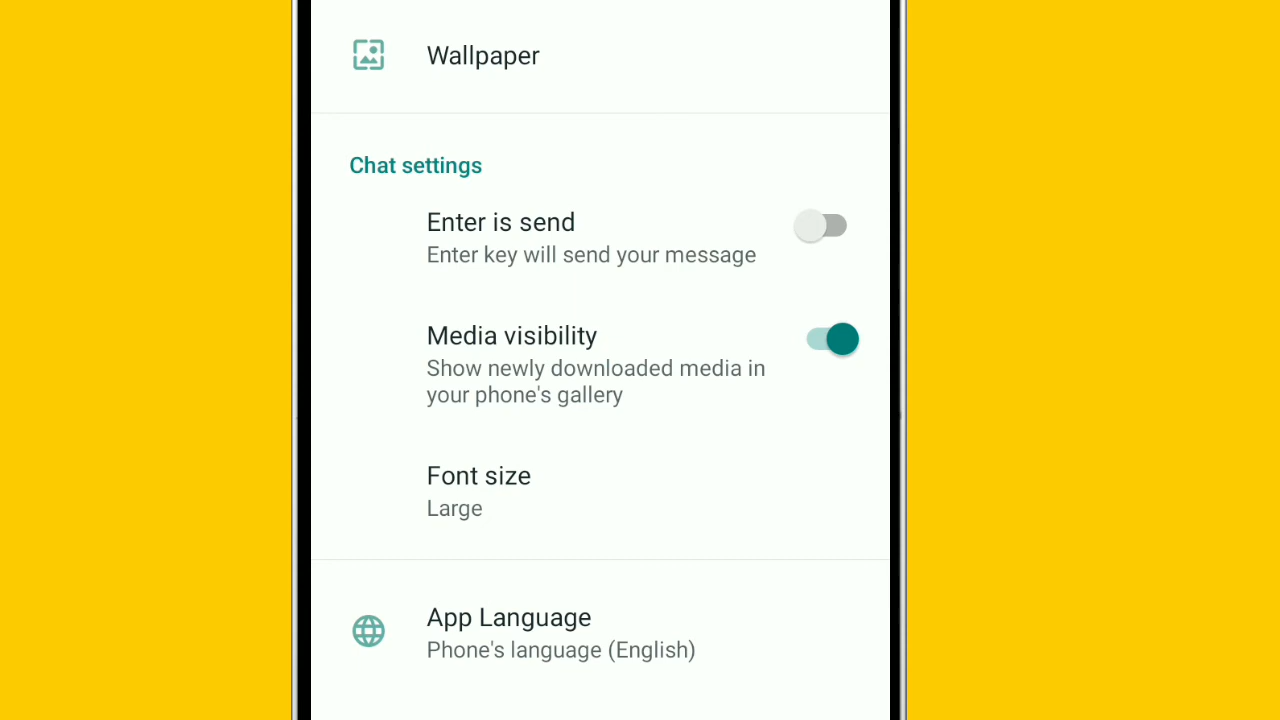 Wallpaper
Chat settings
Enter is send
Enter key will send your message
Media visibility
Show newly downloaded media in
your phone's gallery
Font size
Large
App Language
Phone's language (English)